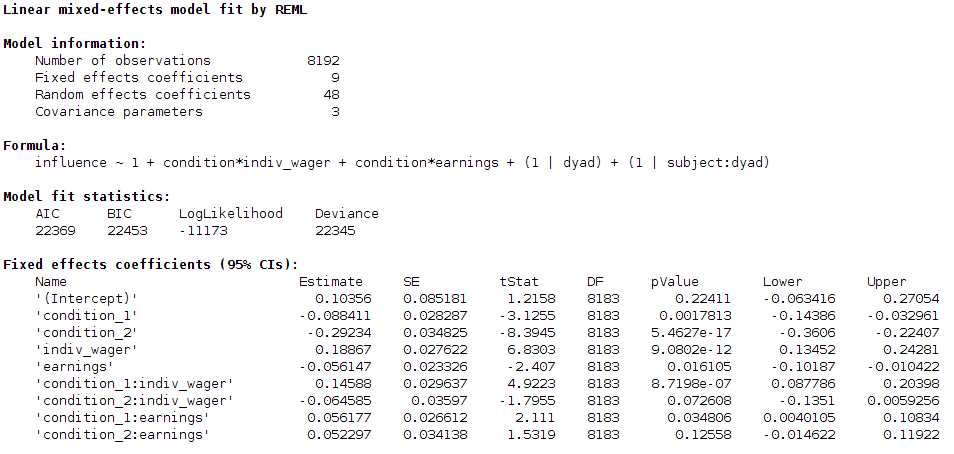 Linear mixed-effects model fit by REML
Model information:
Number of observations 8192
Fixed effects coefficients 9
Random effects coefficients 48
Covariance parameters 3
Formula:
influence ~ 1 + condition*indiv_wager + condition*earnings + (1 | dyad) + (1 | subject:dyad)
Model fit statistics:
AIC BIC LogLikelihood Deviance
22369 22453 -11173 22345
Fixed effects coefficients (95% CIs):
Name Estimate SE tStat DF pValue Lower Upper
'(Intercept)' 0.10356 0.085181 1.2158 8183 0.22411 -0.063416 0.27054
'condition_1' -0.088411 0.028287 -3.1255 8183 0.0017813 -0.14386 -0.032961
'condition_2' -0.29234 0.034825 -8.3945 8183 5.4627e-17 -0.3606 -0.22407
'indiv_wager' 0.18867 0.027622 6.8303 8183 9.0802e-12 0.13452 0.24281
'earnings' -0.056147 0.023326 -2.407 8183 0.016105 -0.10187 -0.010422
'condition_1:indiv_wager' 0.14588 0.029637 4.9223 8183 8.7198e-07 0.087786 0.20398
'condition_2:indiv_wager' -0.064585 0.03597 -1.7955 8183 0.072608 -0.1351 0.0059256
'condition_1:earnings' 0.056177 0.026612 2.111 8183 0.034806 0.0040105 0.10834
'condition_2:earnings' 0.052297 0.034138 1.5319 8183 0.12558 -0.014622 0.11922